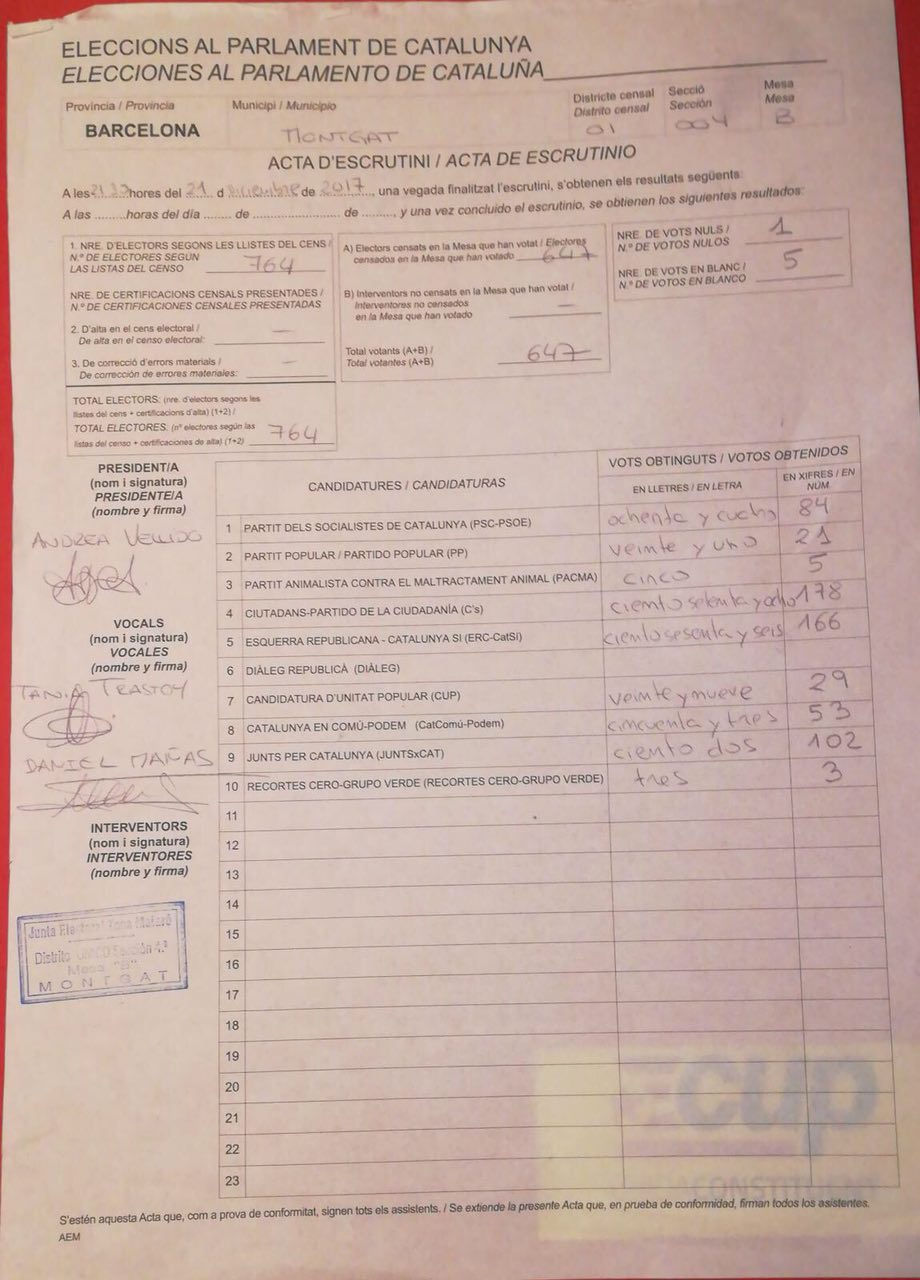 ELECCIONS AL PARLAMENT DE CATALUNYA
ELECCIONES AL PARLAMENTO DE CATALUÑA
Provincia / Provincia
BARCELONA
Municipi / Municipio
MONTGAT
Districte censal
Distrito censal
01
Secció
Sección
004
Mesa
Mesa
B
ACTA D'ESCRUTINI / ACTA DE ESCRUTINIO
A les 21:37 hores del 21 d diciembre de 2017, una vegada finalitzat l'escrutini, s'obtenen els resultats següents:
A las ........ horas del día ....... de ...................... de ........, y una vez concluido el escrutinio, se obtienen los siguientes resultados:
1. NRE. D'ELECTORS SEGONS LES LLISTES DEL CENS /
N.º DE ELECTORES SEGÚN
LAS LISTAS DEL CENSO 764
NRE. DE CERTIFICACIONS CENSALS PRESENTADES /
N.º DE CERTIFICACIONES CENSALES PRESENTADAS
2. D'alta en el cens electoral / —
De alta en el censo electoral:
3. De correcció d'errors materials / —
De corrección de errores materiales:
TOTAL ELECTORS: (nre. d'electors segons les
llistes del cens + certificacions d'alta) (1+2) /
TOTAL ELECTORES: (nº electores según las 764
listas del censo + certificaciones de alta) (1+2)
A) Electors censats en la Mesa que han votat / Electores
censados en la Mesa que han votado 647
B) Interventors no censats en la Mesa que han votat /
Interventores no censados —
en la Mesa que han votado
Total votants (A+B) /
Total votantes (A+B) 647
NRE. DE VOTS NULS / 1
N.º DE VOTOS NULOS
NRE. DE VOTS EN BLANC / 5
N.º DE VOTOS EN BLANCO
PRESIDENT/A
(nom i signatura)
PRESIDENTE/A
(nombre y firma)
ANDREA VELLIDO
VOCALS
(nom i signatura)
VOCALES
(nombre y firma)
TANIA TRASTOY
DANIEL MAÑAS
INTERVENTORS
(nom i signatura)
INTERVENTORES
(nombre y firma)
Junta Electoral Zona Mataró
Distrito UNICO Sección 4.ª
Mesa "B"
MONTGAT
CANDIDATURES / CANDIDATURAS
VOTS OBTINGUTS / VOTOS OBTENIDOS
EN LLETRES / EN LETRA
EN XIFRES / EN NÚM.
1 PARTIT DELS SOCIALISTES DE CATALUNYA (PSC-PSOE) ochenta y cucho 84
2 PARTIT POPULAR / PARTIDO POPULAR (PP) veinte y uno 21
3 PARTIT ANIMALISTA CONTRA EL MALTRACTAMENT ANIMAL (PACMA) cinco 5
4 CIUTADANS-PARTIDO DE LA CIUDADANÍA (C's) ciento setenta y ocho 178
5 ESQUERRA REPUBLICANA - CATALUNYA SI (ERC-CatSI) ciento sesenta y seis 166
6 DIÀLEG REPUBLICÀ (DIÀLEG)
7 CANDIDATURA D'UNITAT POPULAR (CUP) veinte y nueve 29
8 CATALUNYA EN COMÚ-PODEM (CatComú-Podem) cincuenta y tres 53
9 JUNTS PER CATALUNYA (JUNTSxCAT) ciento dos 102
10 RECORTES CERO-GRUPO VERDE (RECORTES CERO-GRUPO VERDE) tres 3
11
12
13
14
15
16
17
18
19
20
21
22
23
cup
CONSTITUENT
S'estén aquesta Acta que, com a prova de conformitat, signen tots els assistents. / Se extiende la presente Acta que, en prueba de conformidad, firman todos los asistentes.
AEM